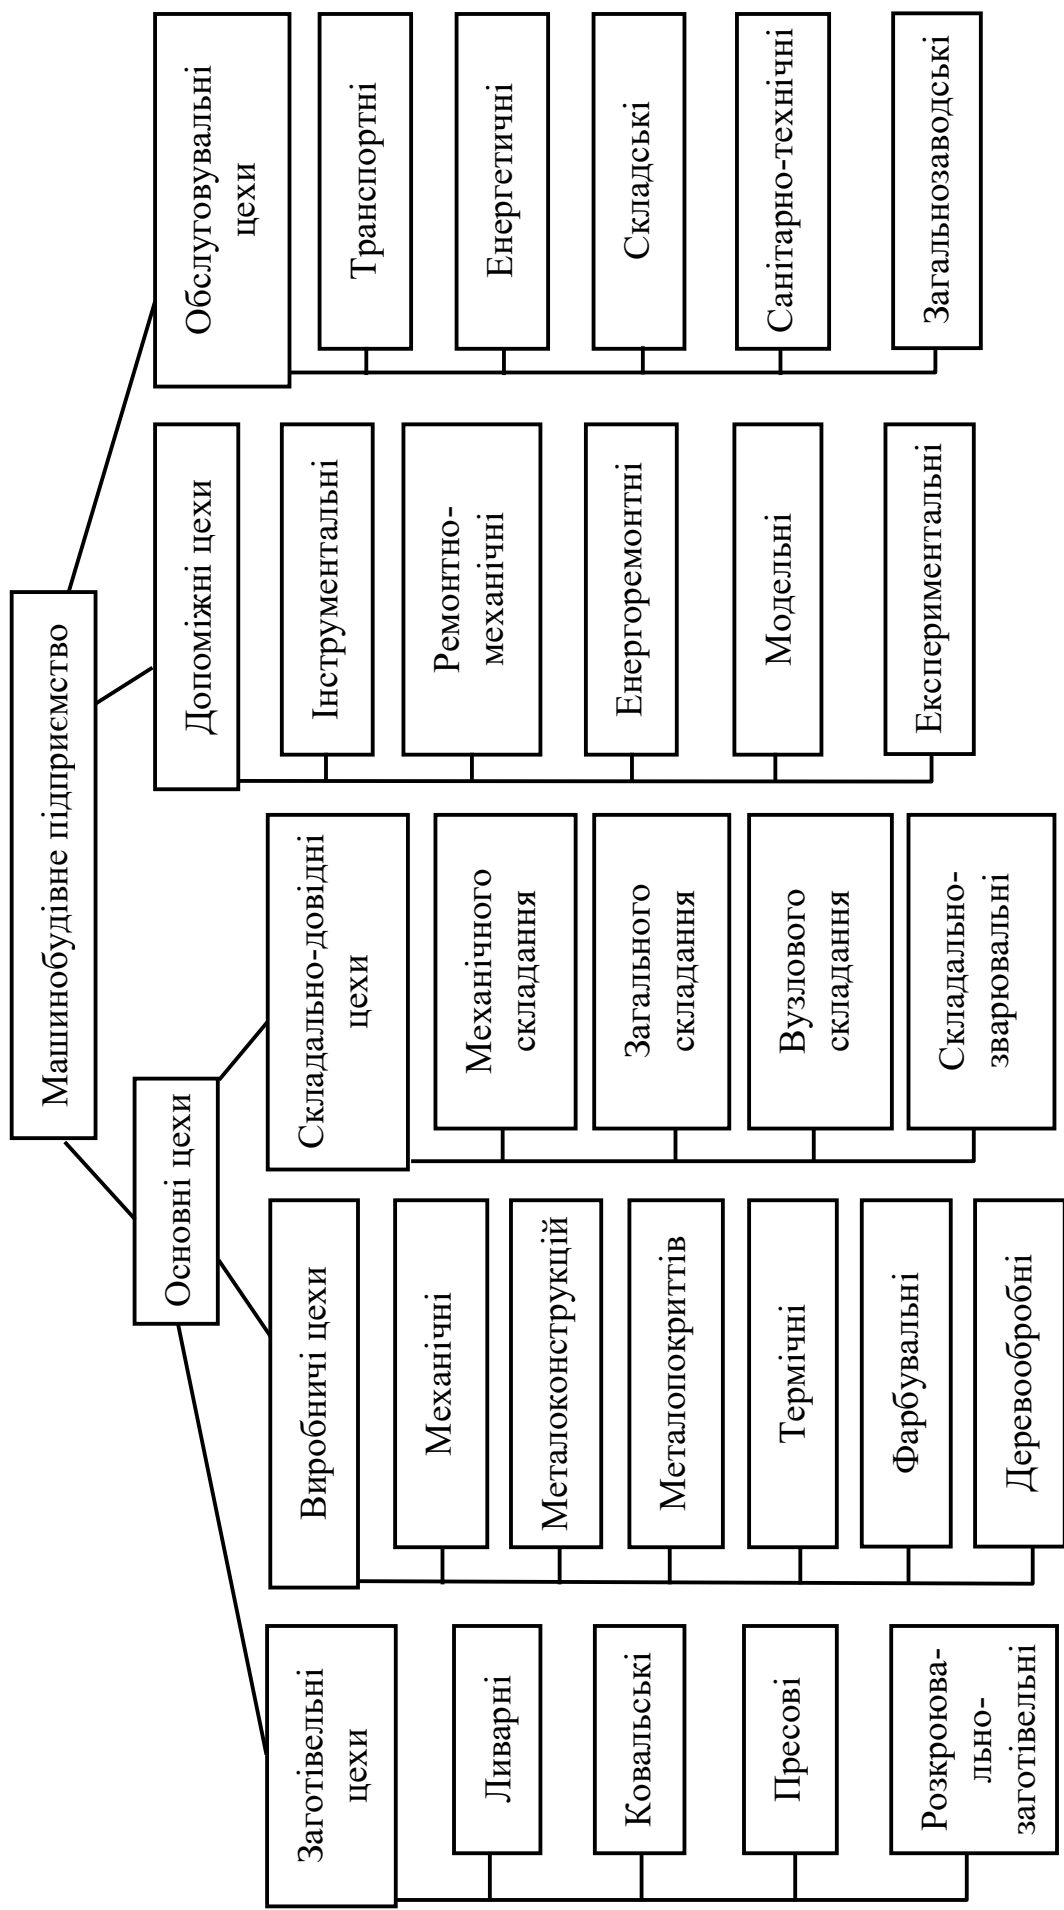 Машинобудівне підприємство
Основні цехи
Заготівельні
цехи
Ливарні
Ковальські
Пресові
Розкроюва-
льно-
заготівельні
Виробничі цехи
Механічні
Металоконструкцій
Металопокриттів
Термічні
Фарбувальні
Деревообробні
Складально-довідні
цехи
Механічного
складання
Загального
складання
Вузлового
складання
Складально-
зварювальні
Допоміжні цехи
Інструментальні
Ремонтно-
механічні
Енергоремонтні
Модельні
Експериментальні
Обслуговувальні
цехи
Транспортні
Енергетичні
Складські
Санітарно-технічні
Загальнозаводські